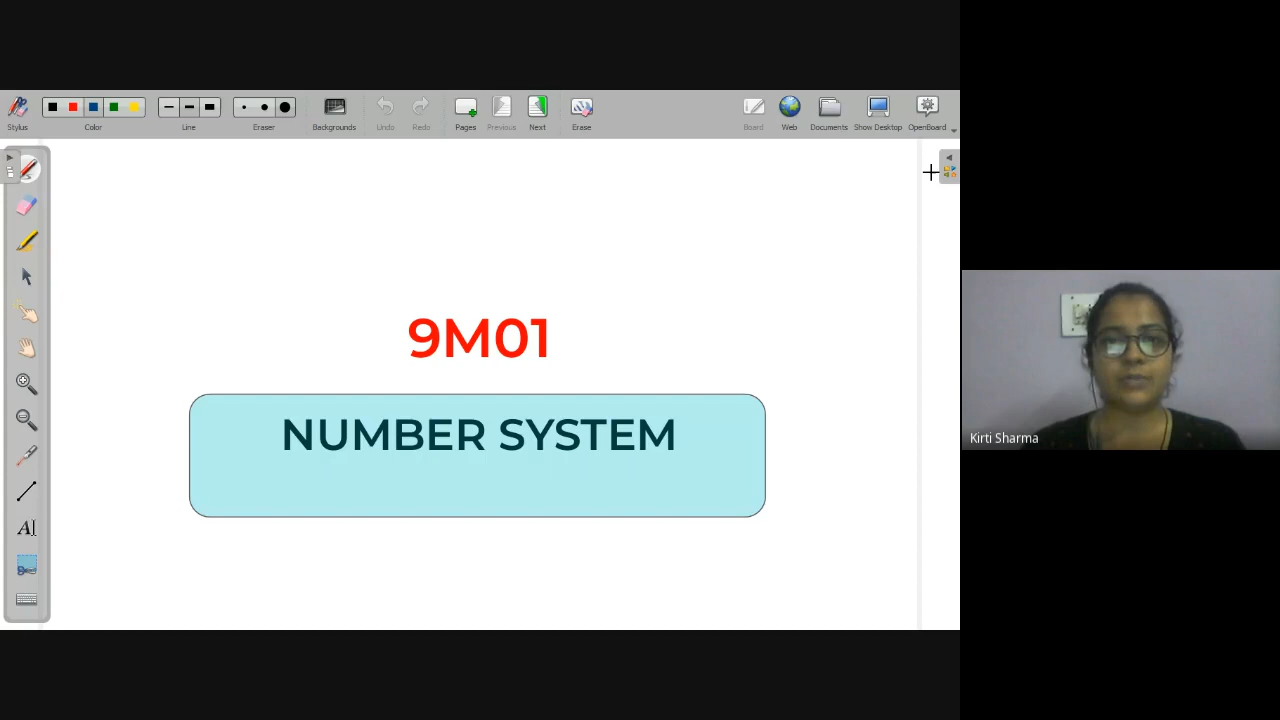 Stylus
Color
Line
Eraser
Backgrounds
Undo
Redo
Pages
Previous
Next
Erase
Board
Web
Documents
Show Desktop
OpenBoard
9M01
NUMBER SYSTEM
A
Kirti Sharma